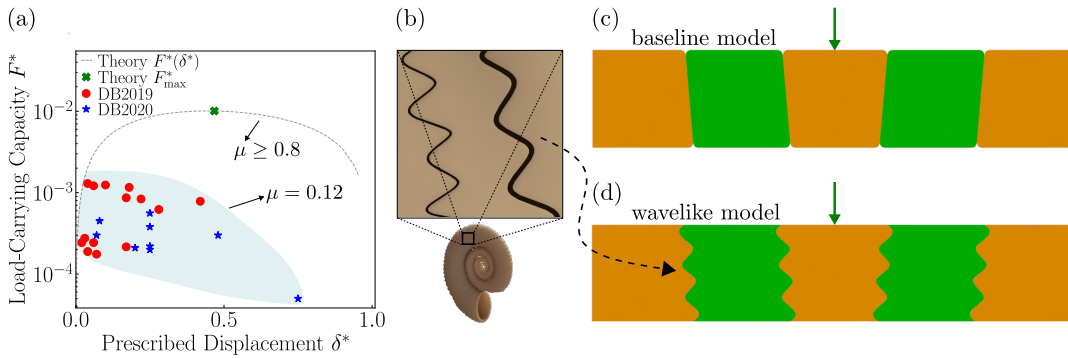 (a)
Load-Carrying Capacity F*
10⁻²
10⁻³
10⁻⁴
Theory F*(δ*)
Theory F*max
DB2019
DB2020
μ ≥ 0.8
μ = 0.12
0.0
0.5
1.0
Prescribed Displacement δ*
(b)
(c)
baseline model
(d)
wavelike model